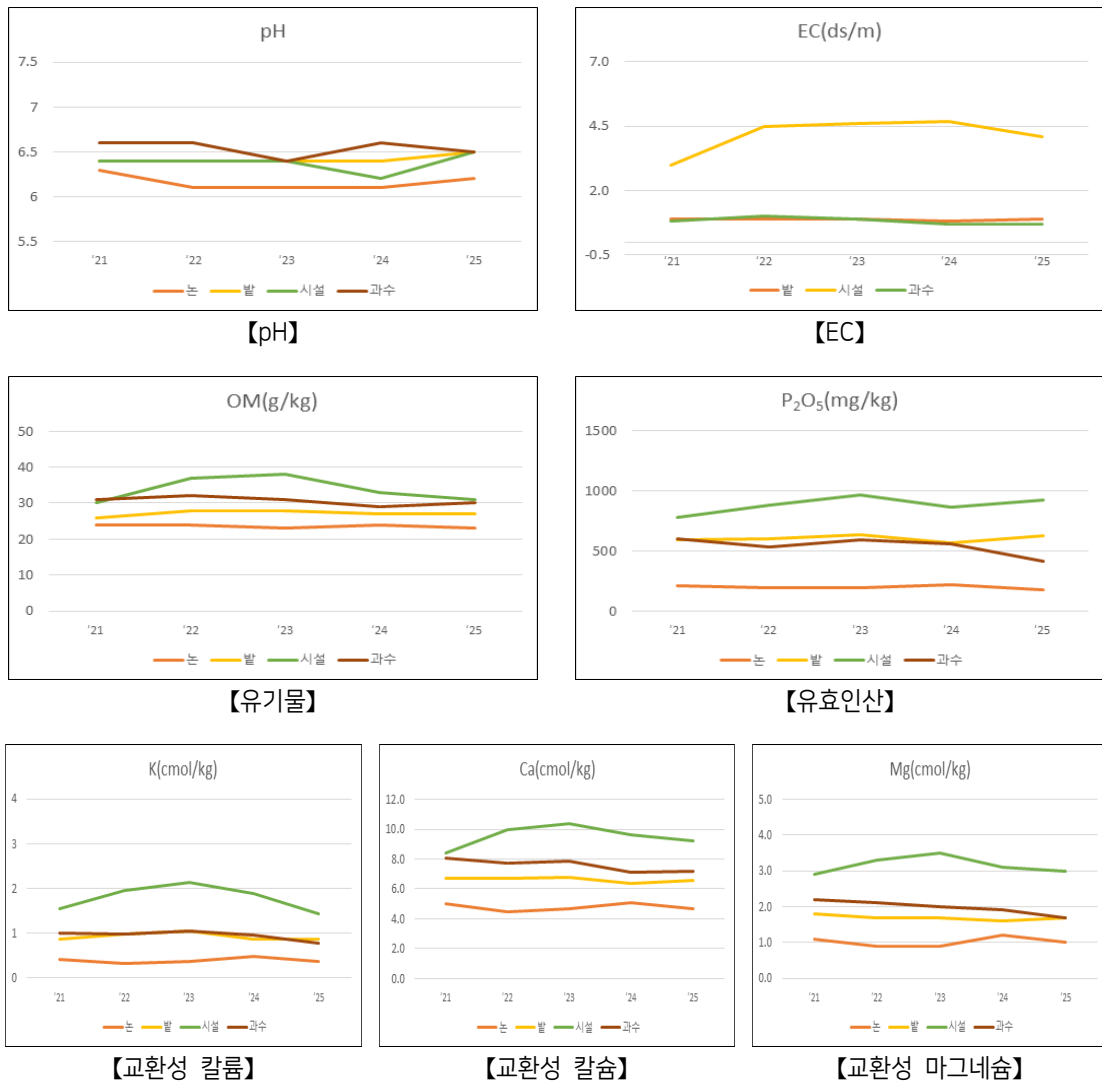 pH
7.5
7
6.5
6
5.5
'21 '22 '23 '24 '25
논 밭 시설 과수
【pH】
EC(ds/m)
7.0
4.5
2.0
-0.5
'21 '22 '23 '24 '25
밭 시설 과수
【EC】
OM(g/kg)
50
40
30
20
10
0
'21 '22 '23 '24 '25
논 밭 시설 과수
【유기물】
P₂O₅(mg/kg)
1500
1000
500
0
'21 '22 '23 '24 '25
논 밭 시설 과수
【유효인산】
K(cmol/kg)
4
3
2
1
0
'21 '22 '23 '24 '25
논 밭 시설 과수
【교환성 칼륨】
Ca(cmol/kg)
12.0
10.0
8.0
6.0
4.0
2.0
0.0
'21 '22 '23 '24 '25
논 밭 시설 과수
【교환성 칼슘】
Mg(cmol/kg)
5.0
4.0
3.0
2.0
1.0
0.0
'21 '22 '23 '24 '25
논 밭 시설 과수
【교환성 마그네슘】